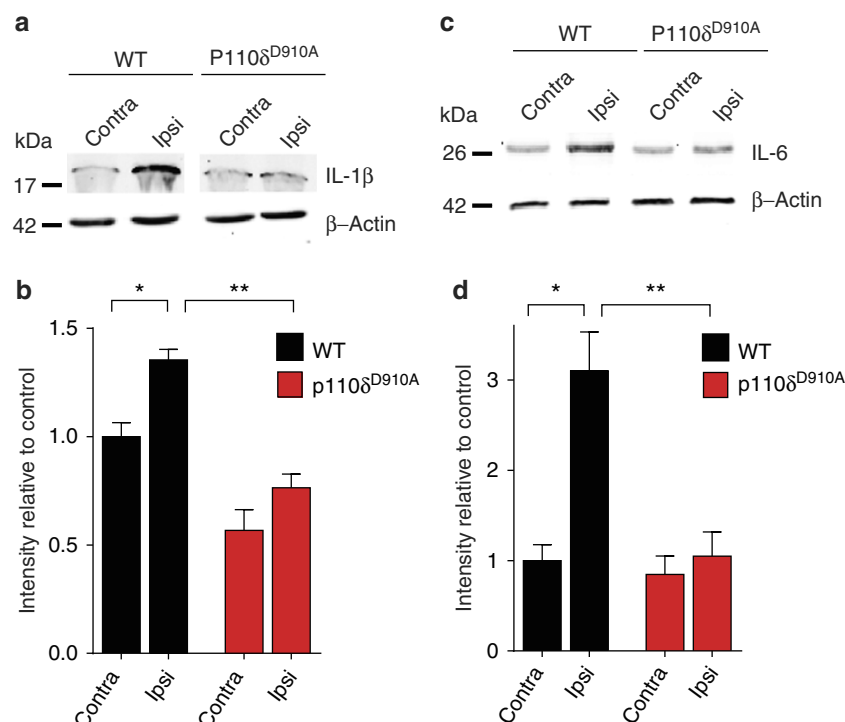 a
WT P110δD910A
Contra Ipsi Contra Ipsi
kDa
17 IL-1β
42 β–Actin
b
* **
1.5
1.0
0.5
0.0
Intensity relative to control
WT
p110δD910A
Contra Ipsi Contra Ipsi
c
WT P110δD910A
Contra Ipsi Contra Ipsi
kDa
26 IL-6
42 β–Actin
d
* **
3
2
1
0
Intensity relative to control
WT
p110δD910A
Contra Ipsi Contra Ipsi